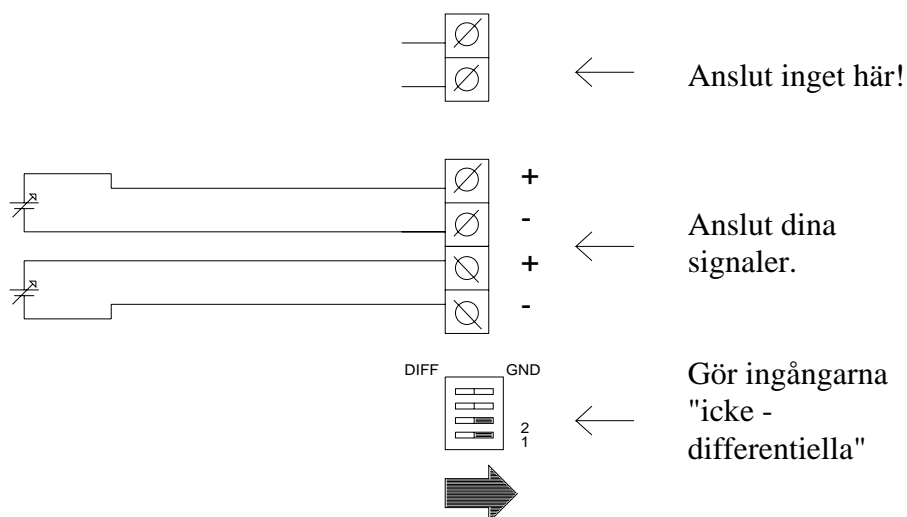 Anslut inget här!
+
-
+
-
Anslut dina
signaler.
DIFF
GND
2
1
Gör ingångarna
"icke -
differentiella"